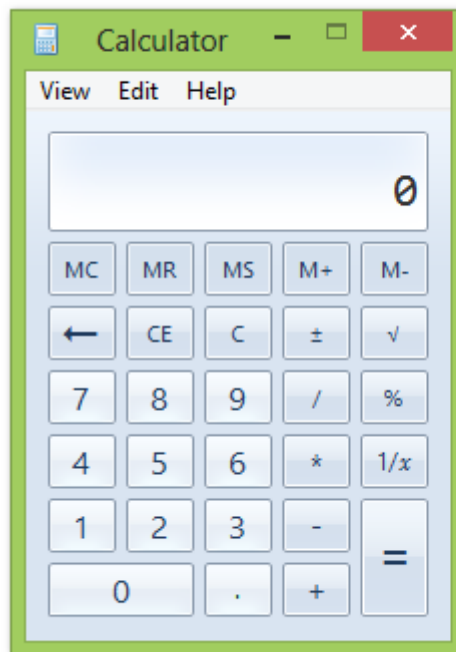 Calculator
View Edit Help
0
MC MR MS M+ M-
← CE C ± √
7 8 9 / %
4 5 6 * 1/x
1 2 3 - =
0 . +